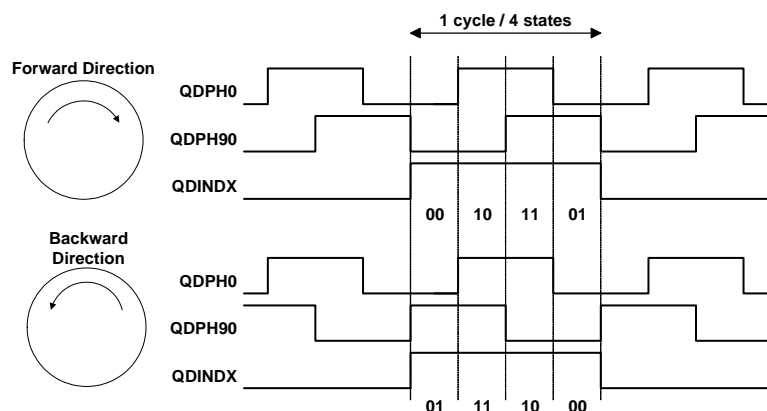 1 cycle / 4 states
Forward Direction
QDPH0
QDPH90
QDINDX
00 10 11 01
Backward
Direction
QDPH0
QDPH90
QDINDX
01 11 10 00